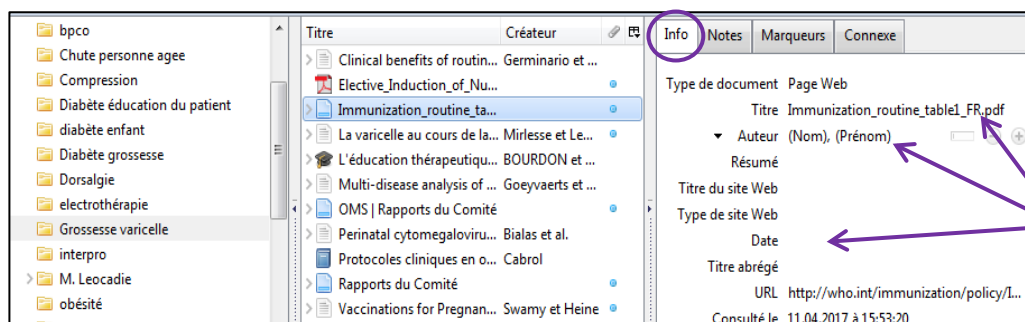 bpco
Chute personne agee
Compression
Diabète éducation du patient
diabète enfant
Diabète grossesse
Dorsalgie
electrothérapie
Grossesse varicelle
interpro
M. Leocadie
obésité
Titre Créateur
Clinical benefits of routin... Germinario et ...
Elective_Induction_of_Nu...
Immunization_routine_ta...
La varicelle au cours de la... Mirlesse et Le...
L'éducation thérapeutiqu... BOURDON et ...
Multi-disease analysis of ... Goeyvaerts et ...
OMS | Rapports du Comité
Perinatal cytomegaloviru... Bialas et al.
Protocoles cliniques en o... Cabrol
Rapports du Comité
Vaccinations for Pregnan... Swamy et Heine
Info Notes Marqueurs Connexe
Type de document Page Web
Titre Immunization_routine_table1_FR.pdf
Auteur (Nom), (Prénom)
Résumé
Titre du site Web
Type de site Web
Date
Titre abrégé
URL http://who.int/immunization/policy/I...
Consulté le 11.04.2017 à 15:53:20